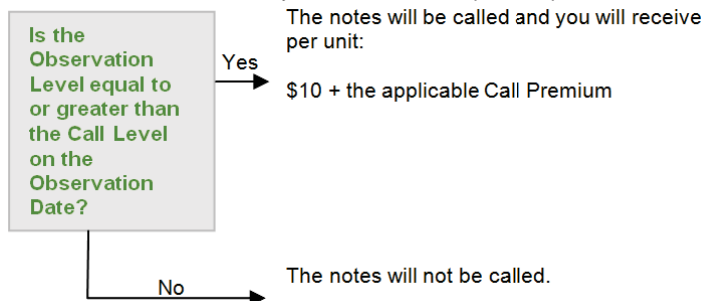 Is the
Observation
Level equal to
or greater than
the Call Level
on the
Observation
Date?
Yes
The notes will be called and you will receive
per unit:
$10 + the applicable Call Premium
No
The notes will not be called.